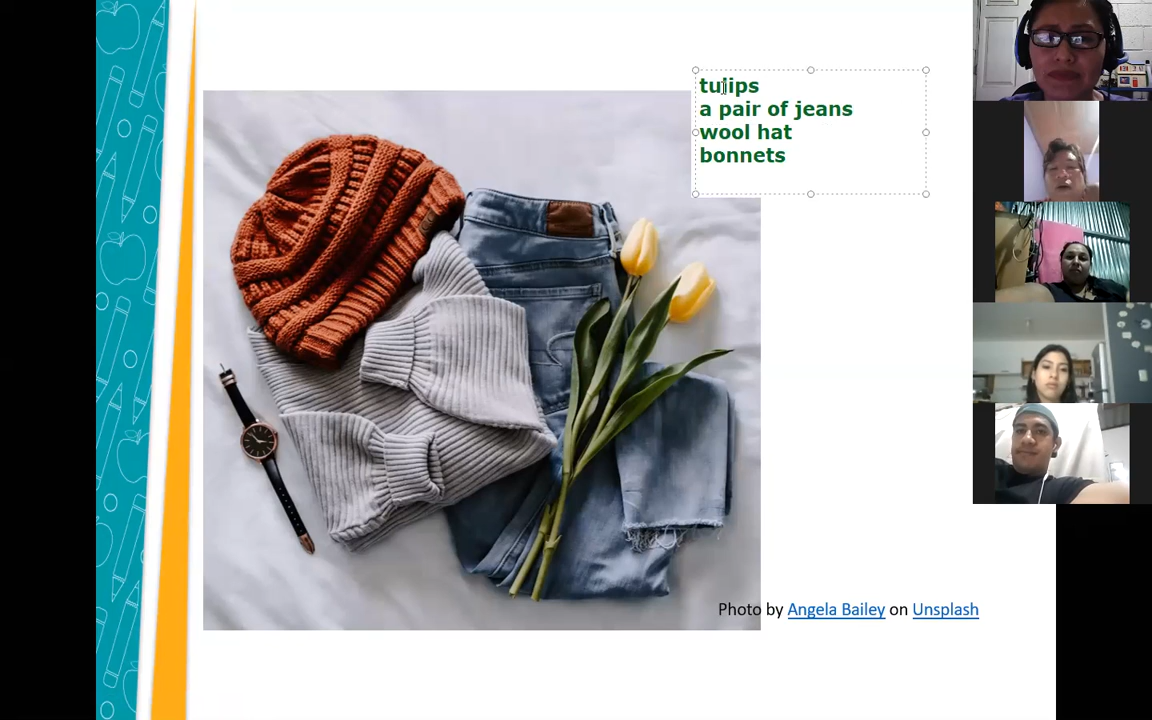 tulips
a pair of jeans
wool hat
bonnets
Photo by Angela Bailey on Unsplash